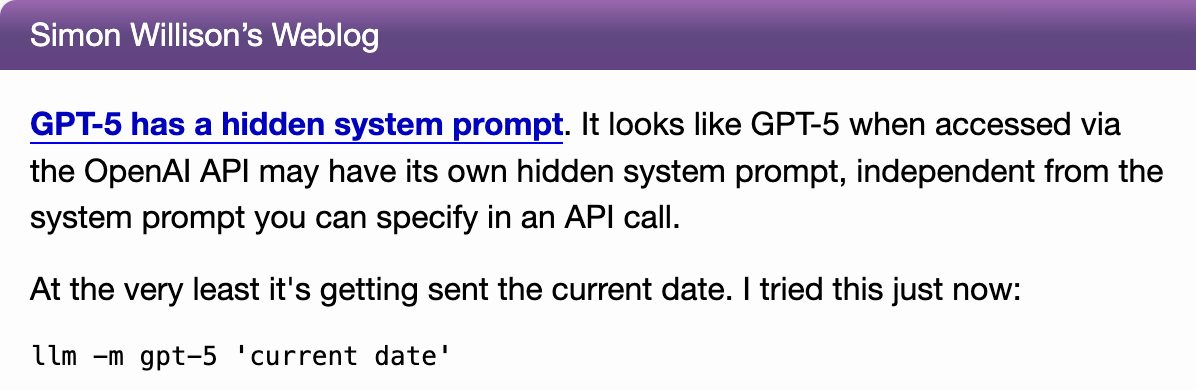 Simon Willison’s Weblog
GPT-5 has a hidden system prompt. It looks like GPT-5 when accessed via
the OpenAI API may have its own hidden system prompt, independent from the
system prompt you can specify in an API call.
At the very least it's getting sent the current date. I tried this just now:
llm -m gpt-5 'current date'